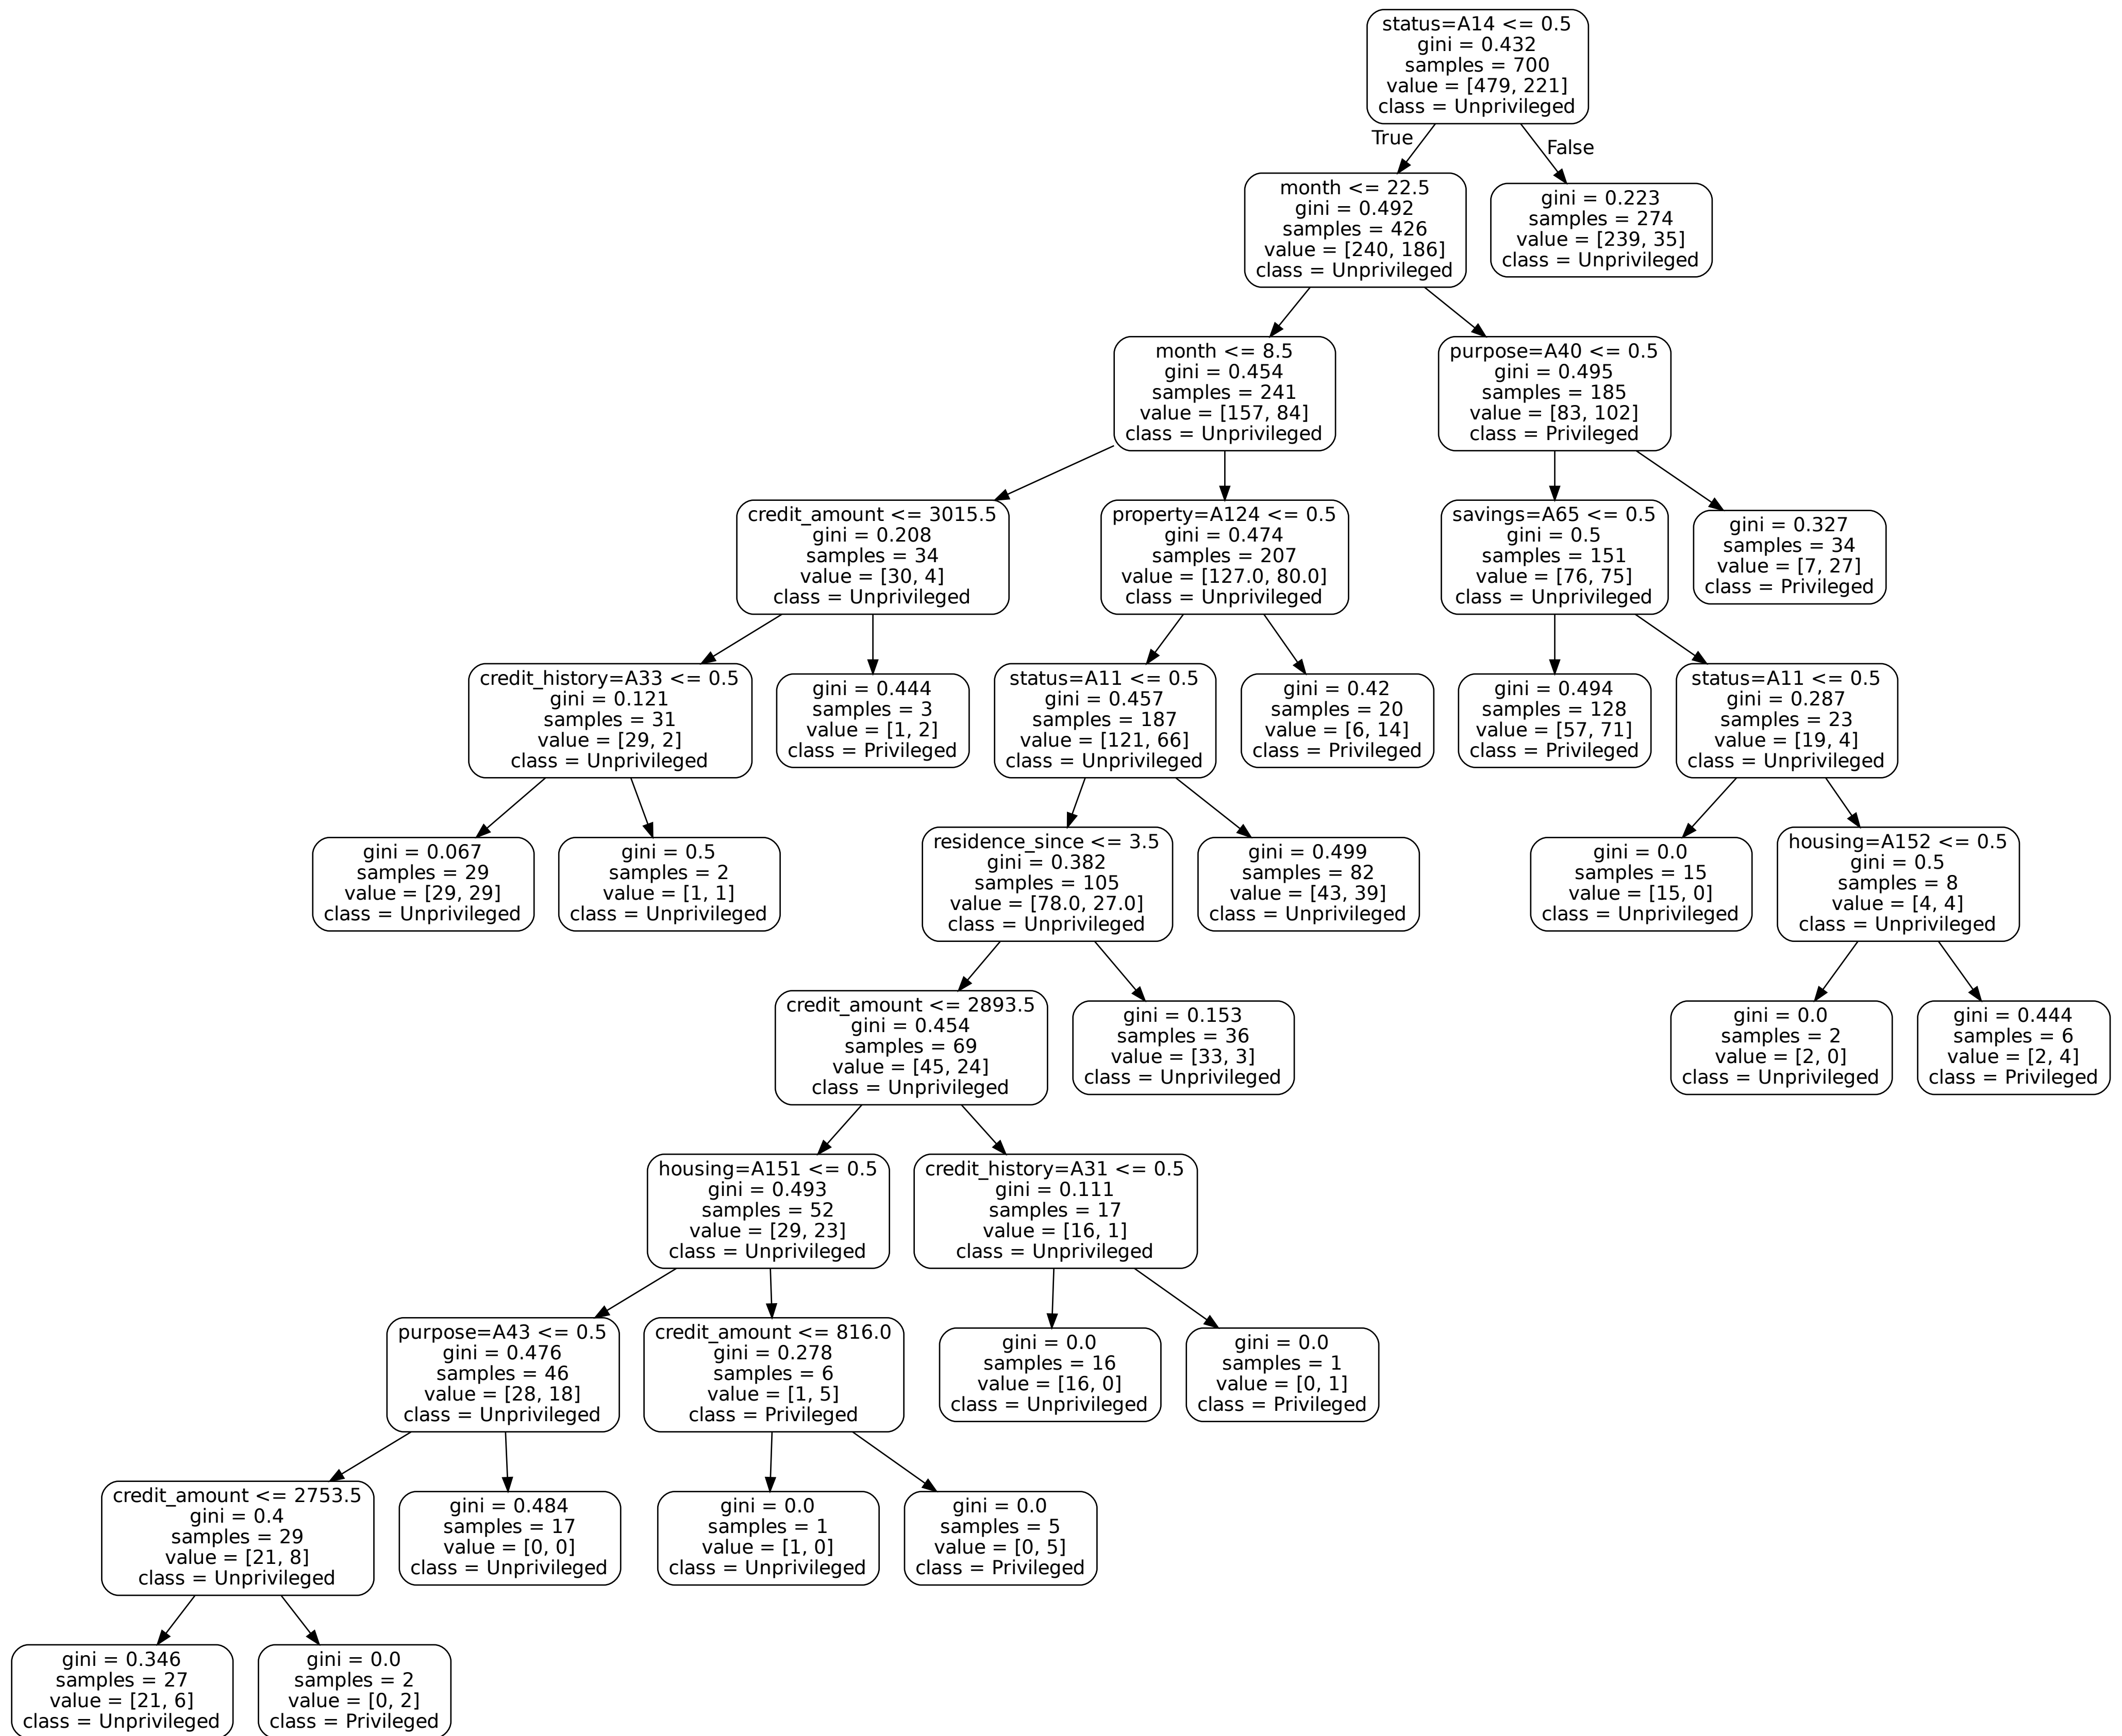 status=A14 <= 0.5
gini = 0.432
samples = 700
value = [479, 221]
class = Unprivileged
True
False
month <= 22.5
gini = 0.492
samples = 426
value = [240, 186]
class = Unprivileged
gini = 0.223
samples = 274
value = [239, 35]
class = Unprivileged
month <= 8.5
gini = 0.454
samples = 241
value = [157, 84]
class = Unprivileged
purpose=A40 <= 0.5
gini = 0.495
samples = 185
value = [83, 102]
class = Privileged
credit_amount <= 3015.5
gini = 0.208
samples = 34
value = [30, 4]
class = Unprivileged
property=A124 <= 0.5
gini = 0.474
samples = 207
value = [127.0, 80.0]
class = Unprivileged
savings=A65 <= 0.5
gini = 0.5
samples = 151
value = [76, 75]
class = Unprivileged
gini = 0.327
samples = 34
value = [7, 27]
class = Privileged
credit_history=A33 <= 0.5
gini = 0.121
samples = 31
value = [29, 2]
class = Unprivileged
gini = 0.444
samples = 3
value = [1, 2]
class = Privileged
status=A11 <= 0.5
gini = 0.457
samples = 187
value = [121, 66]
class = Unprivileged
gini = 0.42
samples = 20
value = [6, 14]
class = Privileged
gini = 0.494
samples = 128
value = [57, 71]
class = Privileged
status=A11 <= 0.5
gini = 0.287
samples = 23
value = [19, 4]
class = Unprivileged
gini = 0.067
samples = 29
value = [29, 29]
class = Unprivileged
gini = 0.5
samples = 2
value = [1, 1]
class = Unprivileged
residence_since <= 3.5
gini = 0.382
samples = 105
value = [78.0, 27.0]
class = Unprivileged
gini = 0.499
samples = 82
value = [43, 39]
class = Unprivileged
gini = 0.0
samples = 15
value = [15, 0]
class = Unprivileged
housing=A152 <= 0.5
gini = 0.5
samples = 8
value = [4, 4]
class = Unprivileged
credit_amount <= 2893.5
gini = 0.454
samples = 69
value = [45, 24]
class = Unprivileged
gini = 0.153
samples = 36
value = [33, 3]
class = Unprivileged
gini = 0.0
samples = 2
value = [2, 0]
class = Unprivileged
gini = 0.444
samples = 6
value = [2, 4]
class = Privileged
housing=A151 <= 0.5
gini = 0.493
samples = 52
value = [29, 23]
class = Unprivileged
credit_history=A31 <= 0.5
gini = 0.111
samples = 17
value = [16, 1]
class = Unprivileged
purpose=A43 <= 0.5
gini = 0.476
samples = 46
value = [28, 18]
class = Unprivileged
credit_amount <= 816.0
gini = 0.278
samples = 6
value = [1, 5]
class = Privileged
gini = 0.0
samples = 16
value = [16, 0]
class = Unprivileged
gini = 0.0
samples = 1
value = [0, 1]
class = Privileged
credit_amount <= 2753.5
gini = 0.4
samples = 29
value = [21, 8]
class = Unprivileged
gini = 0.484
samples = 17
value = [0, 0]
class = Unprivileged
gini = 0.0
samples = 1
value = [1, 0]
class = Unprivileged
gini = 0.0
samples = 5
value = [0, 5]
class = Privileged
gini = 0.346
samples = 27
value = [21, 6]
class = Unprivileged
gini = 0.0
samples = 2
value = [0, 2]
class = Privileged